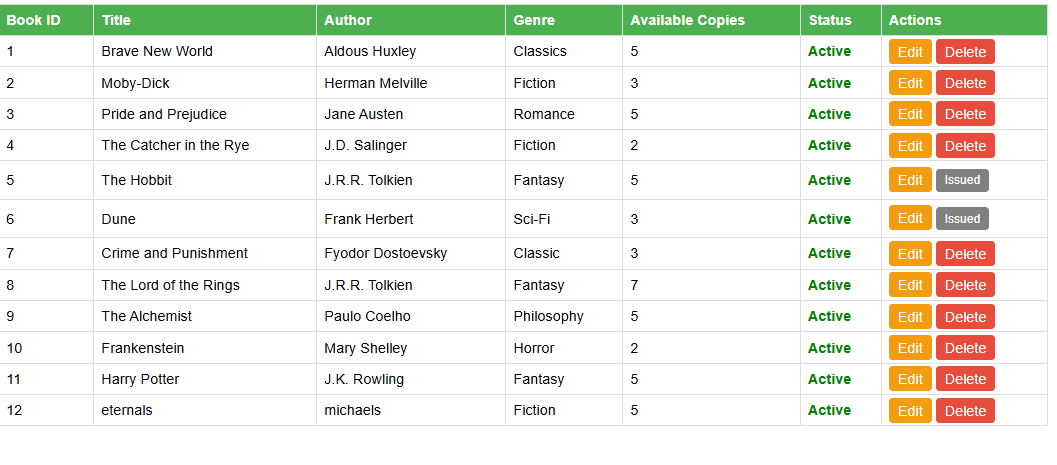 Book ID Title Author Genre Available Copies Status Actions
1 Brave New World Aldous Huxley Classics 5 Active Edit Delete
2 Moby-Dick Herman Melville Fiction 3 Active Edit Delete
3 Pride and Prejudice Jane Austen Romance 5 Active Edit Delete
4 The Catcher in the Rye J.D. Salinger Fiction 2 Active Edit Delete
5 The Hobbit J.R.R. Tolkien Fantasy 5 Active Edit Issued
6 Dune Frank Herbert Sci-Fi 3 Active Edit Issued
7 Crime and Punishment Fyodor Dostoevsky Classic 3 Active Edit Delete
8 The Lord of the Rings J.R.R. Tolkien Fantasy 7 Active Edit Delete
9 The Alchemist Paulo Coelho Philosophy 5 Active Edit Delete
10 Frankenstein Mary Shelley Horror 2 Active Edit Delete
11 Harry Potter J.K. Rowling Fantasy 5 Active Edit Delete
12 eternals michaels Fiction 5 Active Edit Delete